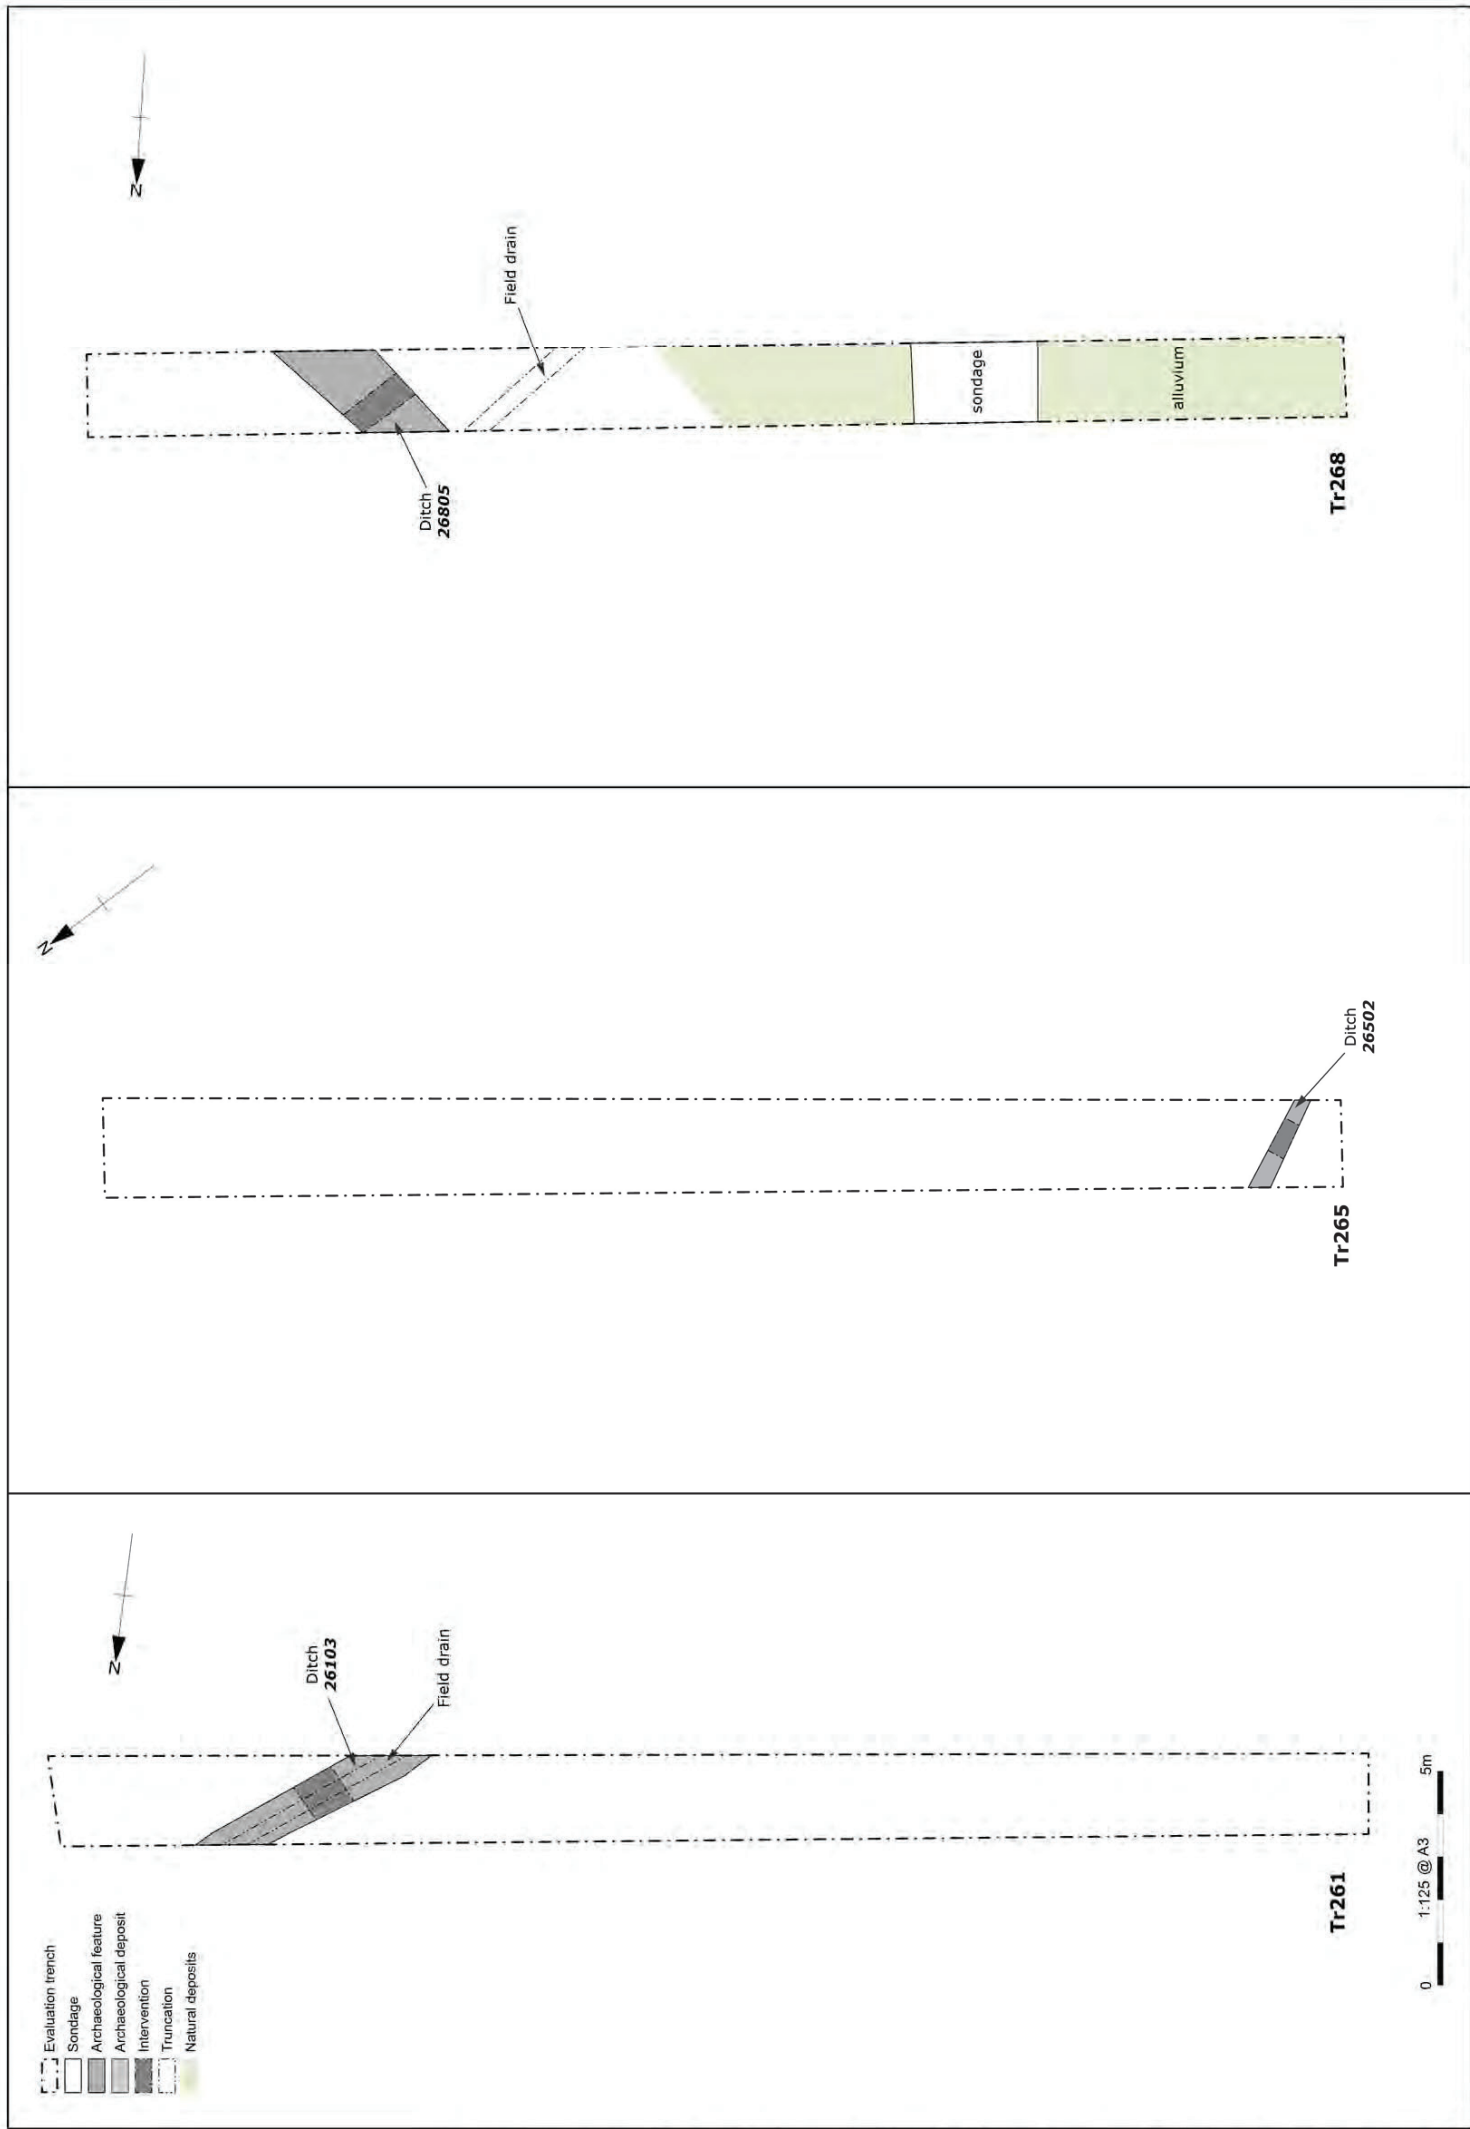 Evaluation trench
Sondage
Archaeological feature
Archaeological deposit
Intervention
Truncation
Natural deposits
N
Ditch
26103
Field drain
Tr261
0
1:125 @ A3
5m
N
Ditch
26502
Tr265
N
Field drain
Ditch
26805
sondage
alluvium
Tr268